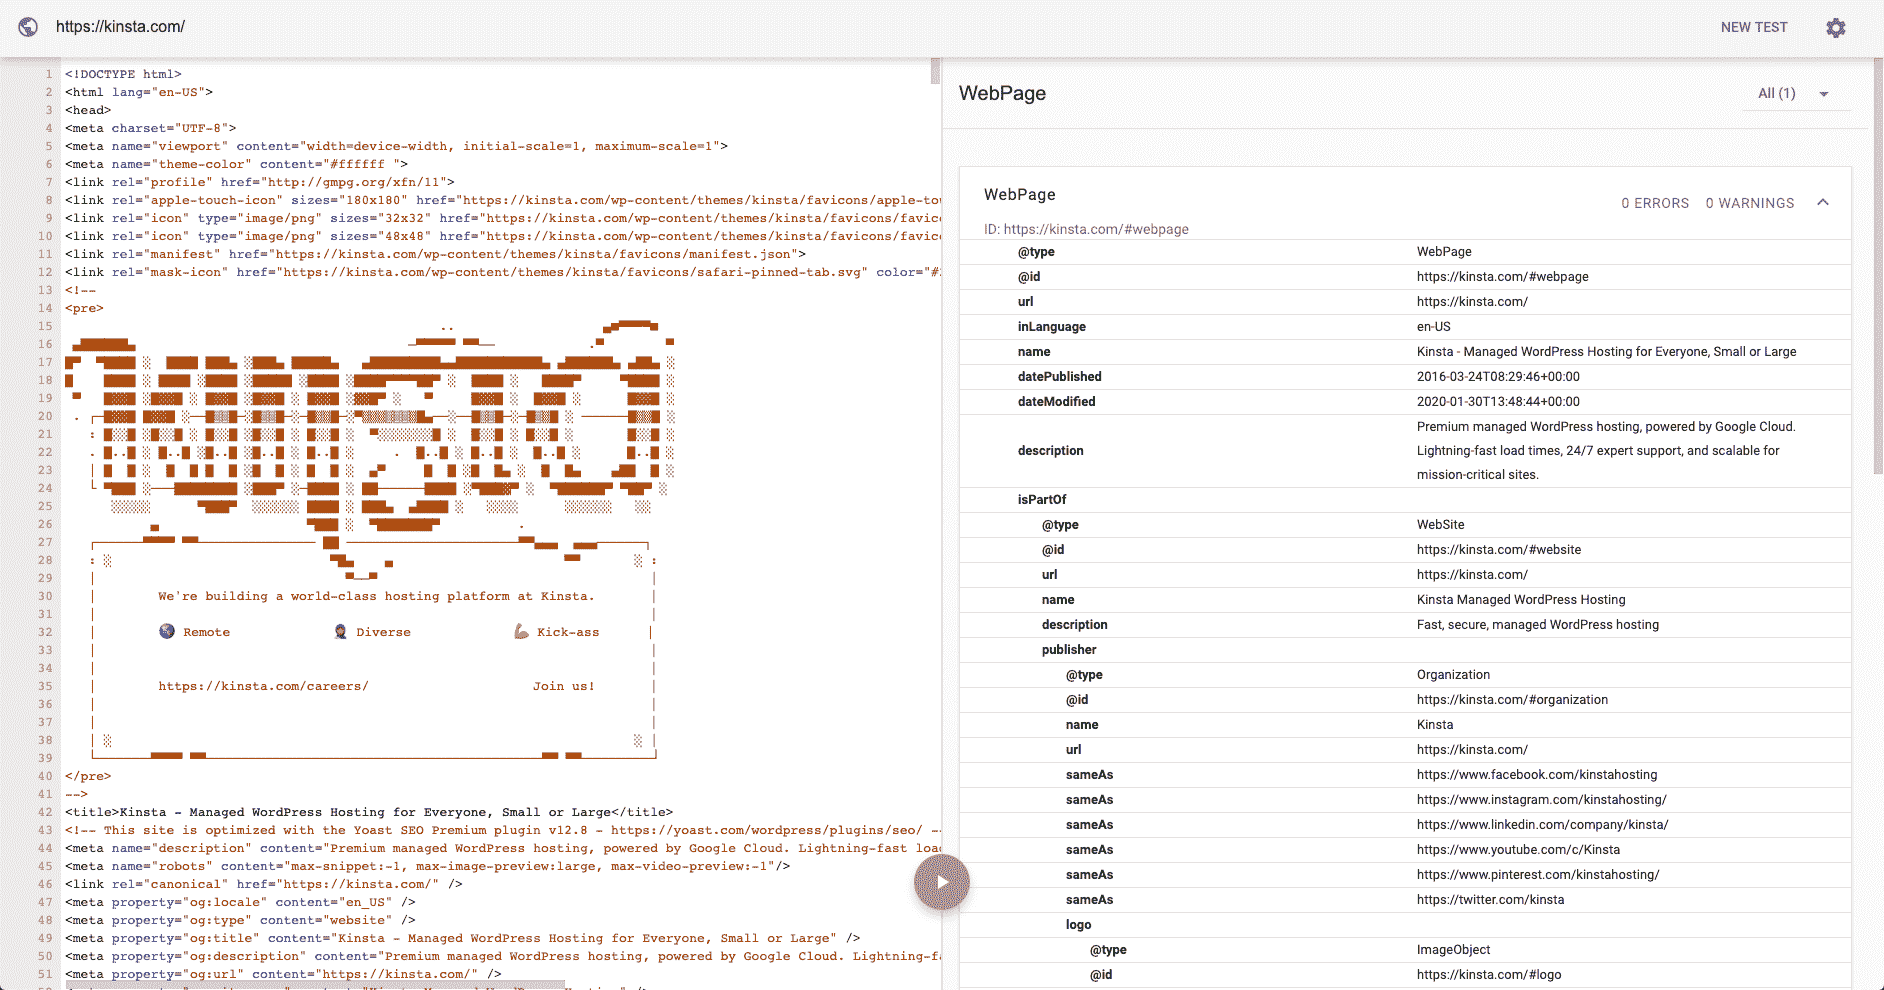 https://kinsta.com/
NEW TEST
1 <!DOCTYPE html>
2 <html lang="en-US">
3 <head>
4 <meta charset="UTF-8">
5 <meta name="viewport" content="width=device-width, initial-scale=1, maximum-scale=1">
6 <meta name="theme-color" content="#ffffff ">
7 <link rel="profile" href="http://gmpg.org/xfn/11">
8 <link rel="apple-touch-icon" sizes="180x180" href="https://kinsta.com/wp-content/themes/kinsta/favicons/apple-to
9 <link rel="icon" type="image/png" sizes="32x32" href="https://kinsta.com/wp-content/themes/kinsta/favicons/favic
10 <link rel="icon" type="image/png" sizes="48x48" href="https://kinsta.com/wp-content/themes/kinsta/favicons/favic
11 <link rel="manifest" href="https://kinsta.com/wp-content/themes/kinsta/favicons/manifest.json">
12 <link rel="mask-icon" href="https://kinsta.com/wp-content/themes/kinsta/favicons/safari-pinned-tab.svg" color="#
13 <!--
14 <pre>
15
16
17
18
19
20
21
22
23
24
25
26
27
28
29
30 We're building a world-class hosting platform at Kinsta.
31
32 Remote Diverse Kick-ass
33
34
35 https://kinsta.com/careers/ Join us!
36
37
38
39
40 </pre>
41 -->
42 <title>Kinsta - Managed WordPress Hosting for Everyone, Small or Large</title>
43 <!-- This site is optimized with the Yoast SEO Premium plugin v12.8 - https://yoast.com/wordpress/plugins/seo/ -
44 <meta name="description" content="Premium managed WordPress hosting, powered by Google Cloud. Lightning-fast loa
45 <meta name="robots" content="max-snippet:-1, max-image-preview:large, max-video-preview:-1"/>
46 <link rel="canonical" href="https://kinsta.com/" />
47 <meta property="og:locale" content="en_US" />
48 <meta property="og:type" content="website" />
49 <meta property="og:title" content="Kinsta - Managed WordPress Hosting for Everyone, Small or Large" />
50 <meta property="og:description" content="Premium managed WordPress hosting, powered by Google Cloud. Lightning-f
51 <meta property="og:url" content="https://kinsta.com/" />
WebPage
All (1)
WebPage
0 ERRORS 0 WARNINGS
ID: https://kinsta.com/#webpage
@type WebPage
@id https://kinsta.com/#webpage
url https://kinsta.com/
inLanguage en-US
name Kinsta - Managed WordPress Hosting for Everyone, Small or Large
datePublished 2016-03-24T08:29:46+00:00
dateModified 2020-01-30T13:48:44+00:00
description Premium managed WordPress hosting, powered by Google Cloud.
Lightning-fast load times, 24/7 expert support, and scalable for
mission-critical sites.
isPartOf
@type WebSite
@id https://kinsta.com/#website
url https://kinsta.com/
name Kinsta Managed WordPress Hosting
description Fast, secure, managed WordPress hosting
publisher
@type Organization
@id https://kinsta.com/#organization
name Kinsta
url https://kinsta.com/
sameAs https://www.facebook.com/kinstahosting
sameAs https://www.instagram.com/kinstahosting/
sameAs https://www.linkedin.com/company/kinsta/
sameAs https://www.youtube.com/c/Kinsta
sameAs https://www.pinterest.com/kinstahosting/
sameAs https://twitter.com/kinsta
logo
@type ImageObject
@id https://kinsta.com/#logo